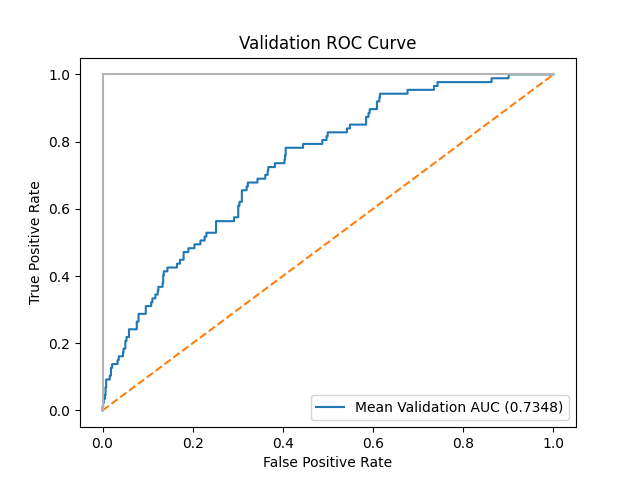 Validation ROC Curve
True Positive Rate
1.0
0.8
0.6
0.4
0.2
0.0
Mean Validation AUC (0.7348)
0.0 0.2 0.4 0.6 0.8 1.0
False Positive Rate